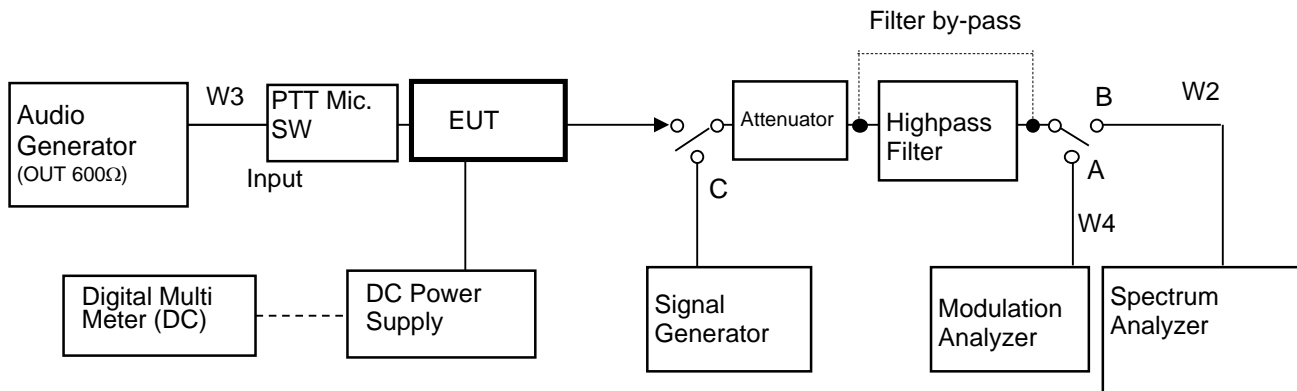 Filter by-pass
Audio
Generator
(OUT 600Ω)
W3
PTT Mic.
SW
Input
EUT
C
Attenuator
Highpass
Filter
B
A
W2
W4
Digital Multi
Meter (DC)
DC Power
Supply
Signal
Generator
Modulation
Analyzer
Spectrum
Analyzer